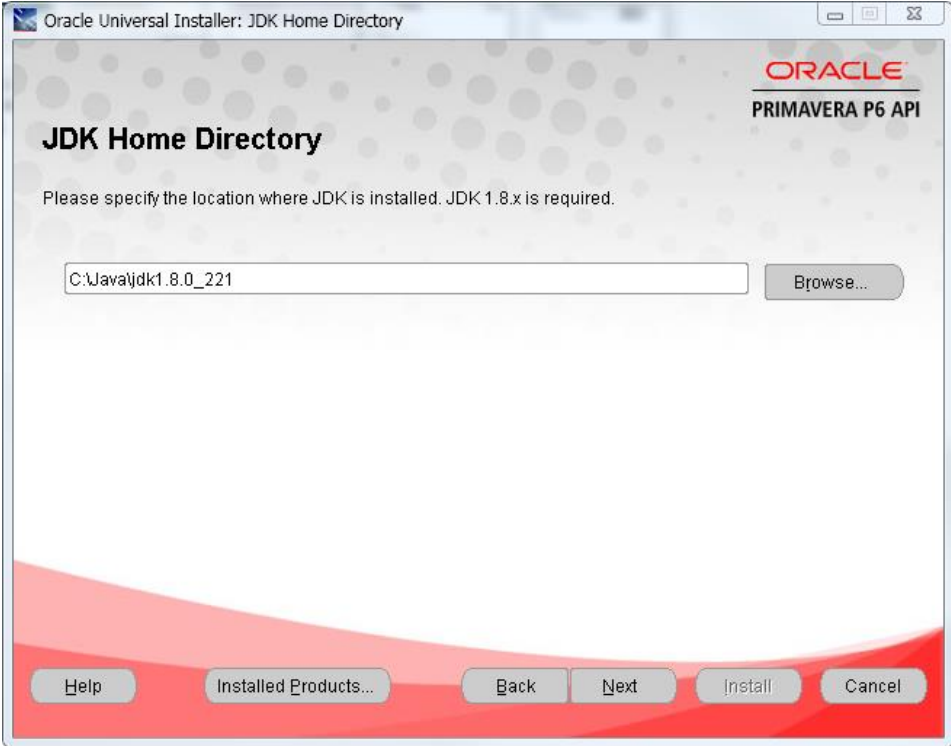 Oracle Universal Installer: JDK Home Directory
ORACLE
PRIMAVERA P6 API
JDK Home Directory
Please specify the location where JDK is installed. JDK 1.8.x is required.
C:\Java\jdk1.8.0_221
Browse...
Help
Installed Products...
Back
Next
Install
Cancel